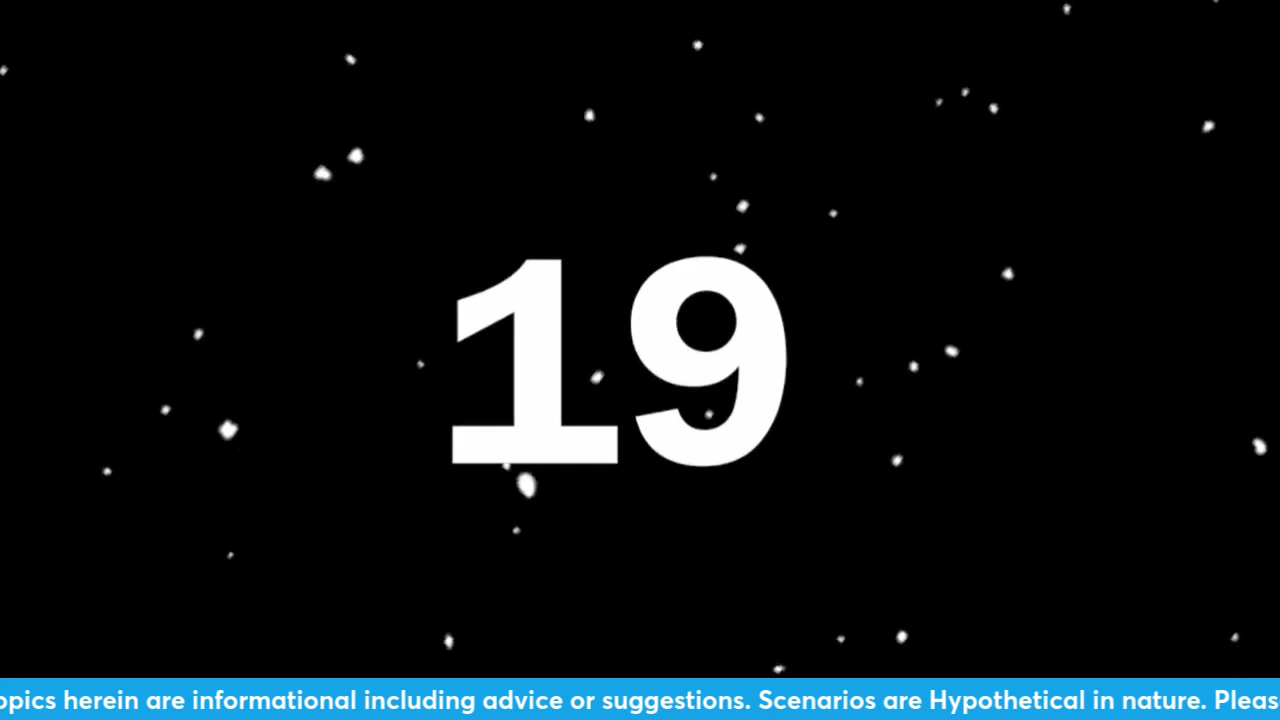 19
opics herein are informational including advice or suggestions. Scenarios are Hypothetical in nature. Pleas